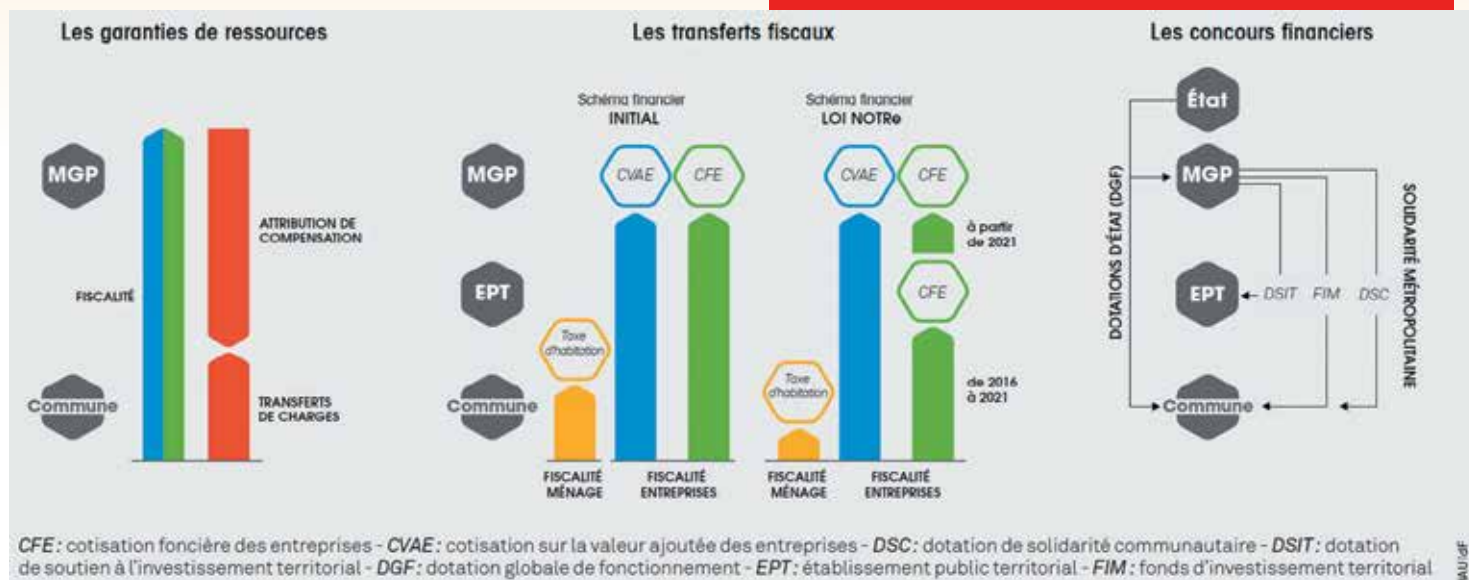 Les garanties de ressources
MGP
Commune
FISCALITÉ
ATTRIBUTION DE
COMPENSATION
TRANSFERTS
DE CHARGES
Les transferts fiscaux
Schéma financier
INITIAL
Schéma financier
LOI NOTRe
MGP
EPT
Commune
CVAE
CFE
Taxe
d'habitation
FISCALITÉ
MÉNAGE
FISCALITÉ
ENTREPRISES
CVAE
CFE
à partir
de 2021
CFE
de 2016
à 2021
Taxe
d'habitation
FISCALITÉ
MÉNAGE
FISCALITÉ
ENTREPRISES
Les concours financiers
État
MGP
EPT
DSIT
FIM
DSC
Commune
DOTATIONS D'ÉTAT (DGF)
SOLIDARITÉ MÉTROPOLITAINE
CFE : cotisation foncière des entreprises - CVAE : cotisation sur la valeur ajoutée des entreprises - DSC : dotation de solidarité communautaire - DSIT : dotation
de soutien à l'investissement territorial - DGF : dotation globale de fonctionnement - EPT : établissement public territorial - FIM : fonds d'investissement territorial